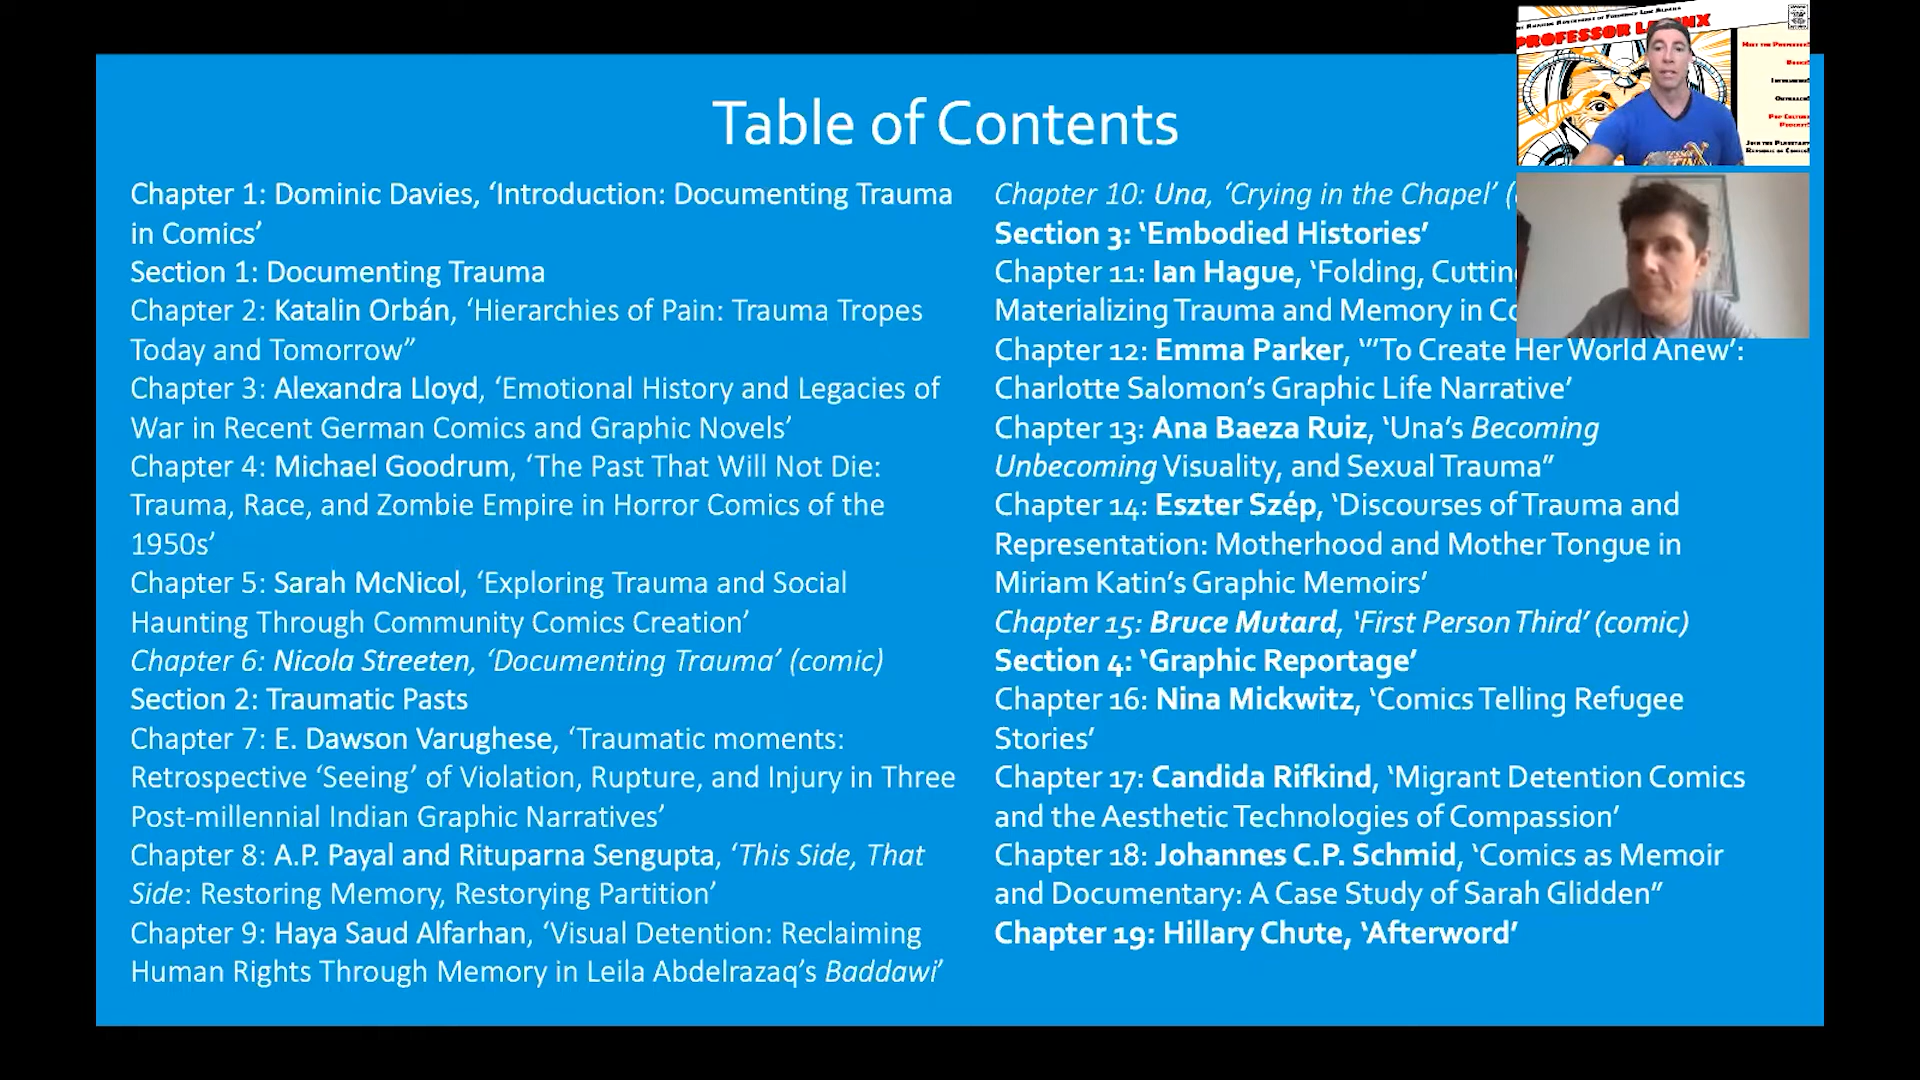 Table of Contents
Chapter 1: Dominic Davies, ‘Introduction: Documenting Trauma
in Comics’
Section 1: Documenting Trauma
Chapter 2: Katalin Orbán, ‘Hierarchies of Pain: Trauma Tropes
Today and Tomorrow”
Chapter 3: Alexandra Lloyd, ‘Emotional History and Legacies of
War in Recent German Comics and Graphic Novels’
Chapter 4: Michael Goodrum, ‘The Past That Will Not Die:
Trauma, Race, and Zombie Empire in Horror Comics of the
1950s’
Chapter 5: Sarah McNicol, ‘Exploring Trauma and Social
Haunting Through Community Comics Creation’
Chapter 6: Nicola Streeten, ‘Documenting Trauma’ (comic)
Section 2: Traumatic Pasts
Chapter 7: E. Dawson Varughese, ‘Traumatic moments:
Retrospective ‘Seeing’ of Violation, Rupture, and Injury in Three
Post-millennial Indian Graphic Narratives’
Chapter 8: A.P. Payal and Rituparna Sengupta, ‘This Side, That
Side: Restoring Memory, Restorying Partition’
Chapter 9: Haya Saud Alfarhan, ‘Visual Detention: Reclaiming
Human Rights Through Memory in Leila Abdelrazaq’s Baddawi’
Chapter 10: Una, ‘Crying in the Chapel’ (
Section 3: ‘Embodied Histories’
Chapter 11: Ian Hague, ‘Folding,
Materializing Trauma and Memory in
Chapter 12: Emma Parker, ‘”To Create Her World Anew’:
Charlotte Salomon’s Graphic Life Narrative’
Chapter 13: Ana Baeza Ruiz, ‘Una’s Becoming
Unbecoming Visuality, and Sexual Trauma”
Chapter 14: Eszter Szép, ‘Discourses of Trauma and
Representation: Motherhood and Mother Tongue in
Miriam Katin’s Graphic Memoirs’
Chapter 15: Bruce Mutard, ‘First Person Third’ (comic)
Section 4: ‘Graphic Reportage’
Chapter 16: Nina Mickwitz, ‘Comics Telling Refugee
Stories’
Chapter 17: Candida Rifkind, ‘Migrant Detention Comics
and the Aesthetic Technologies of Compassion’
Chapter 18: Johannes C.P. Schmid, ‘Comics as Memoir
and Documentary: A Case Study of Sarah Glidden”
Chapter 19: Hillary Chute, ‘Afterword’
PROFESSOR